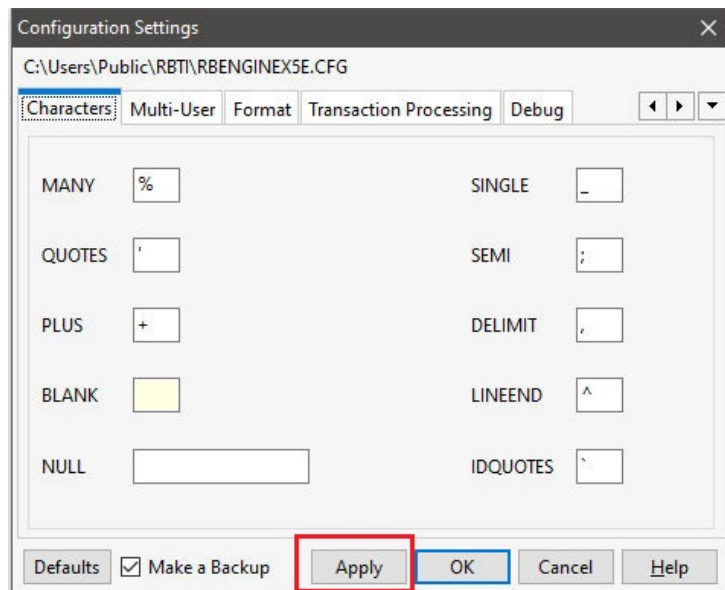 Configuration Settings
C:\Users\Public\RBTI\RBENGINEX5E.CFG
Characters Multi-User Format Transaction Processing Debug
MANY % SINGLE _
QUOTES ' SEMI ;
PLUS + DELIMIT ,
BLANK LINEEND ^
NULL IDQUOTES `
Defaults Make a Backup Apply OK Cancel Help